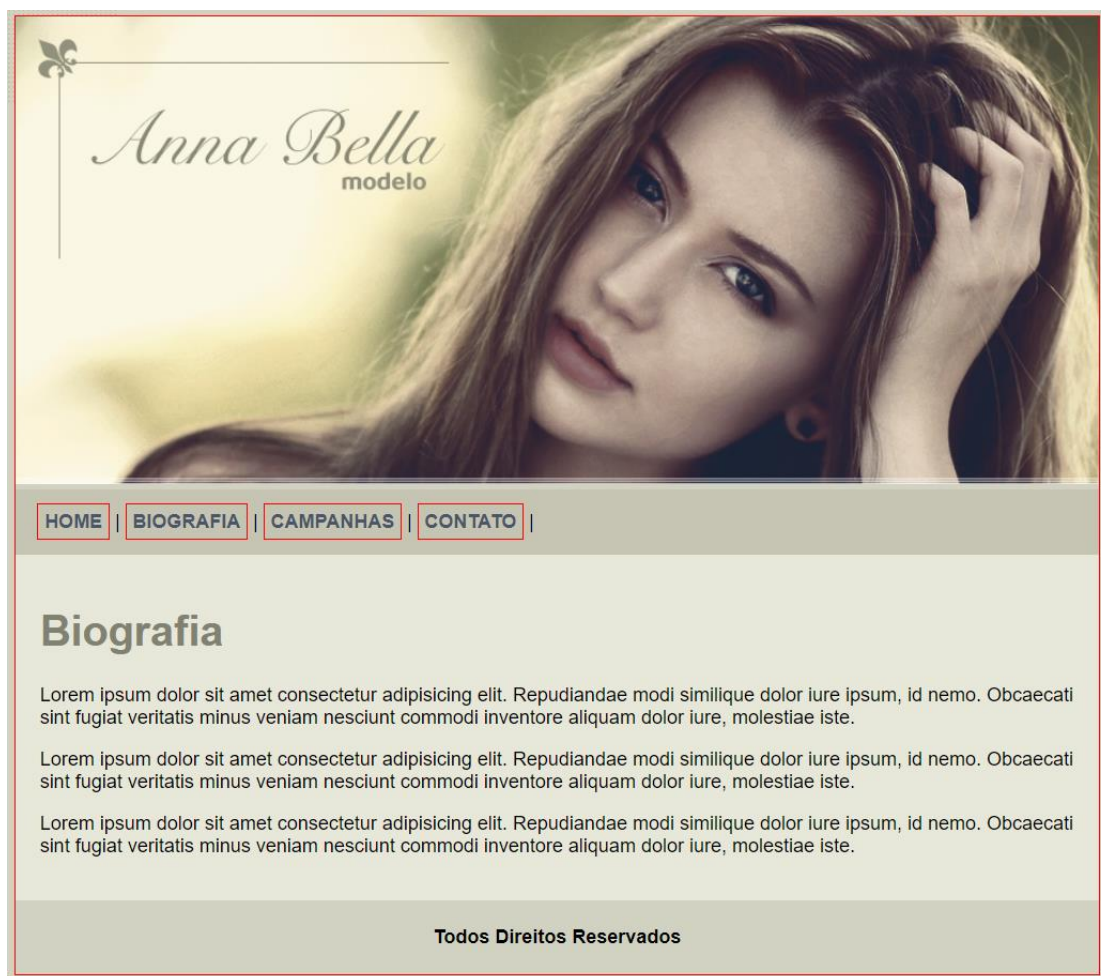 Anna Bella
modelo
HOME | BIOGRAFIA | CAMPANHAS | CONTATO |
Biografia
Lorem ipsum dolor sit amet consectetur adipisicing elit. Repudiandae modi similique dolor iure ipsum, id nemo. Obcaecati
sint fugiat veritatis minus veniam nesciunt commodi inventore aliquam dolor iure, molestiae iste.
Lorem ipsum dolor sit amet consectetur adipisicing elit. Repudiandae modi similique dolor iure ipsum, id nemo. Obcaecati
sint fugiat veritatis minus veniam nesciunt commodi inventore aliquam dolor iure, molestiae iste.
Lorem ipsum dolor sit amet consectetur adipisicing elit. Repudiandae modi similique dolor iure ipsum, id nemo. Obcaecati
sint fugiat veritatis minus veniam nesciunt commodi inventore aliquam dolor iure, molestiae iste.
Todos Direitos Reservados